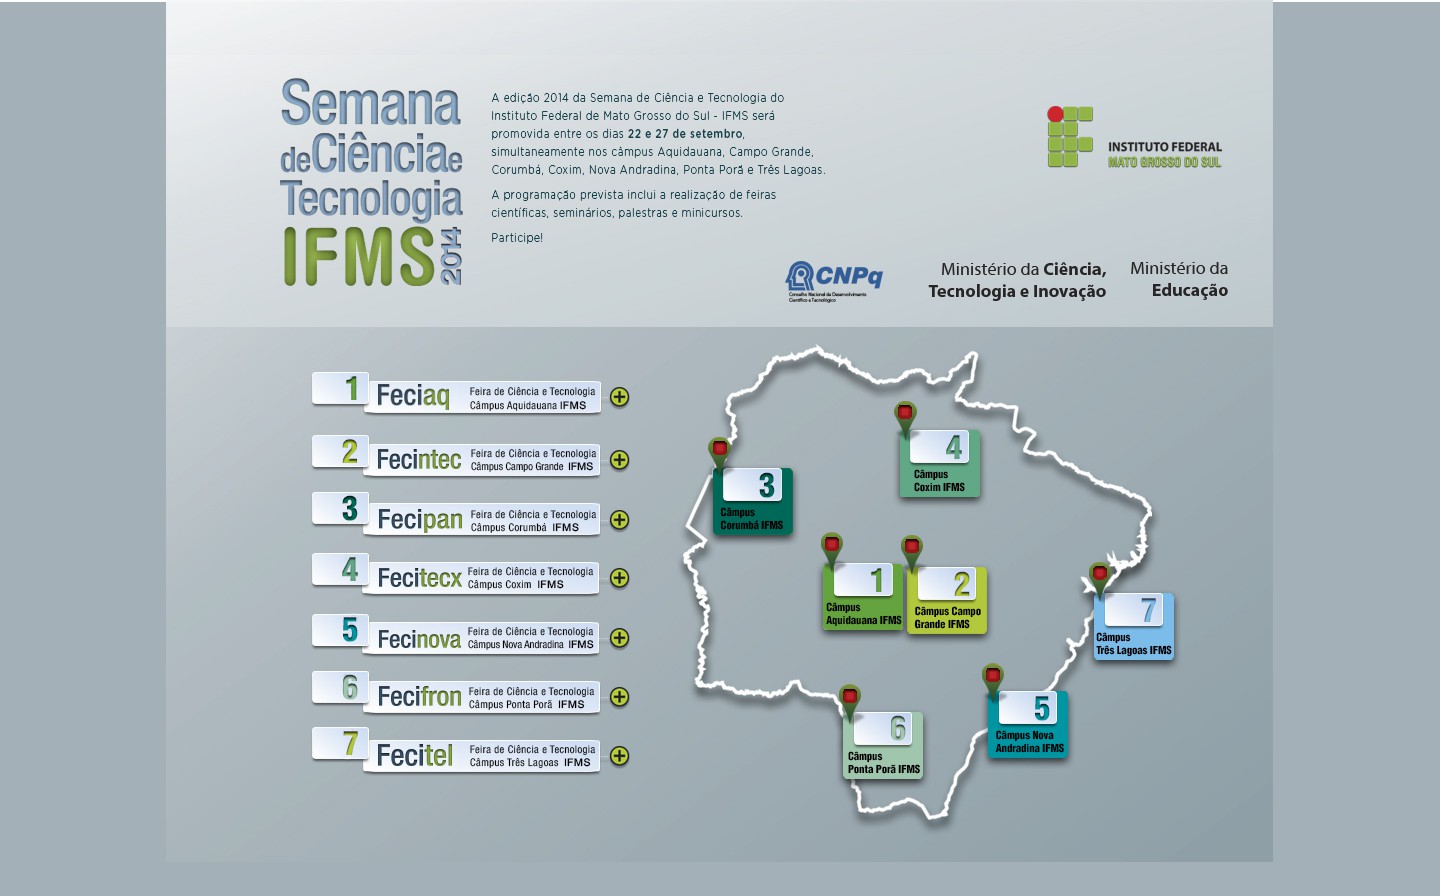 Semana
de Ciência e
Tecnologia
IFMS 2014
A edição 2014 da Semana de Ciência e Tecnologia do
Instituto Federal de Mato Grosso do Sul - IFMS será
promovida entre os dias 22 e 27 de setembro,
simultaneamente nos câmpus Aquidauana, Campo Grande,
Corumbá, Coxim, Nova Andradina, Ponta Porã e Três Lagoas.
A programação prevista inclui a realização de feiras
científicas, seminários, palestras e minicursos.
Participe!
INSTITUTO FEDERAL
MATO GROSSO DO SUL
CNPq
Conselho Nacional de Desenvolvimento
Científico e Tecnológico
Ministério da Ciência,
Tecnologia e Inovação
Ministério da
Educação
1
Feciaq
Feira de Ciência e Tecnologia
Câmpus Aquidauana IFMS
2
Fecintec
Feira de Ciência e Tecnologia
Câmpus Campo Grande IFMS
3
Fecipan
Feira de Ciência e Tecnologia
Câmpus Corumbá IFMS
4
Fecitecx
Feira de Ciência e Tecnologia
Câmpus Coxim IFMS
5
Fecinova
Feira de Ciência e Tecnologia
Câmpus Nova Andradina IFMS
6
Fecifron
Feira de Ciência e Tecnologia
Câmpus Ponta Porã IFMS
7
Fecitel
Feira de Ciência e Tecnologia
Câmpus Três Lagoas IFMS
4
Câmpus
Coxim IFMS
3
Câmpus
Corumbá IFMS
1
Câmpus
Aquidauana IFMS
2
Câmpus Campo
Grande IFMS
7
Câmpus
Três Lagoas IFMS
5
Câmpus Nova
Andradina IFMS
6
Câmpus
Ponta Porã IFMS